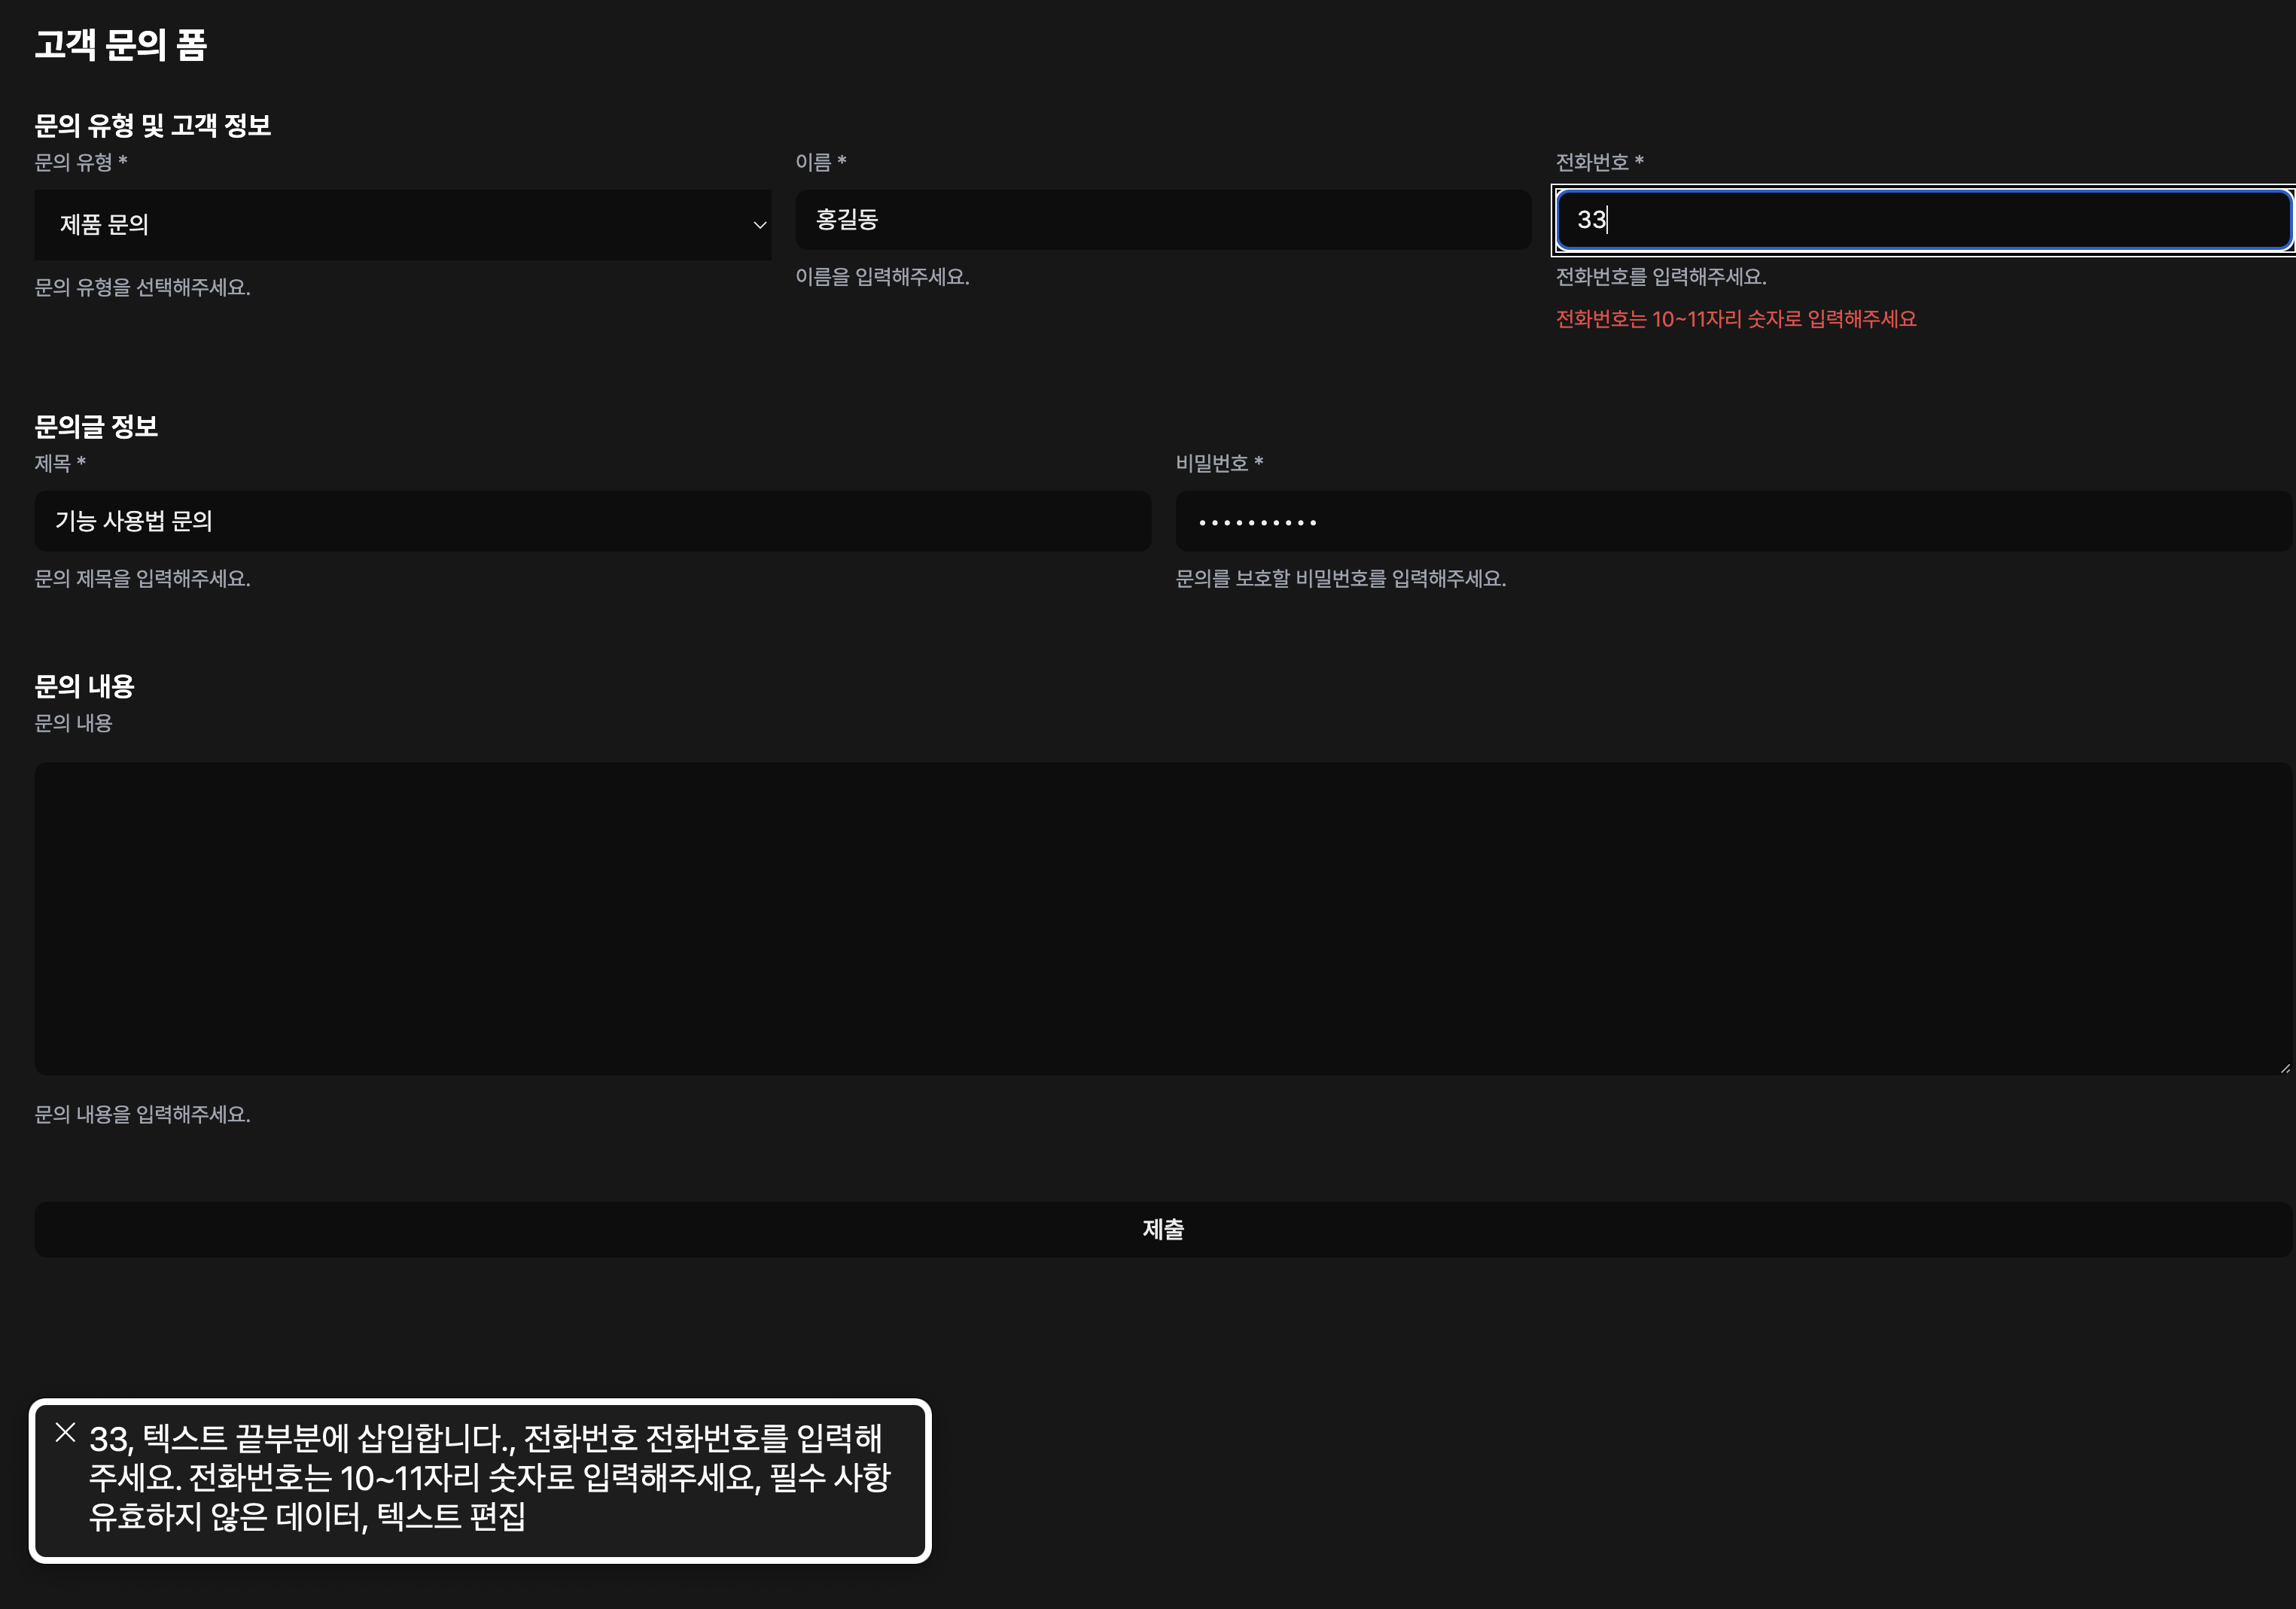 고객 문의 폼
문의 유형 및 고객 정보
문의 유형 *
이름 *
전화번호 *
제품 문의
홍길동
33
문의 유형을 선택해주세요.
이름을 입력해주세요.
전화번호를 입력해주세요.
전화번호는 10~11자리 숫자로 입력해주세요
문의글 정보
제목 *
비밀번호 *
기능 사용법 문의
••••••••••
문의 제목을 입력해주세요.
문의를 보호할 비밀번호를 입력해주세요.
문의 내용
문의 내용
문의 내용을 입력해주세요.
제출
33, 텍스트 끝부분에 삽입합니다., 전화번호 전화번호를 입력해
주세요. 전화번호는 10~11자리 숫자로 입력해주세요, 필수 사항
유효하지 않은 데이터, 텍스트 편집